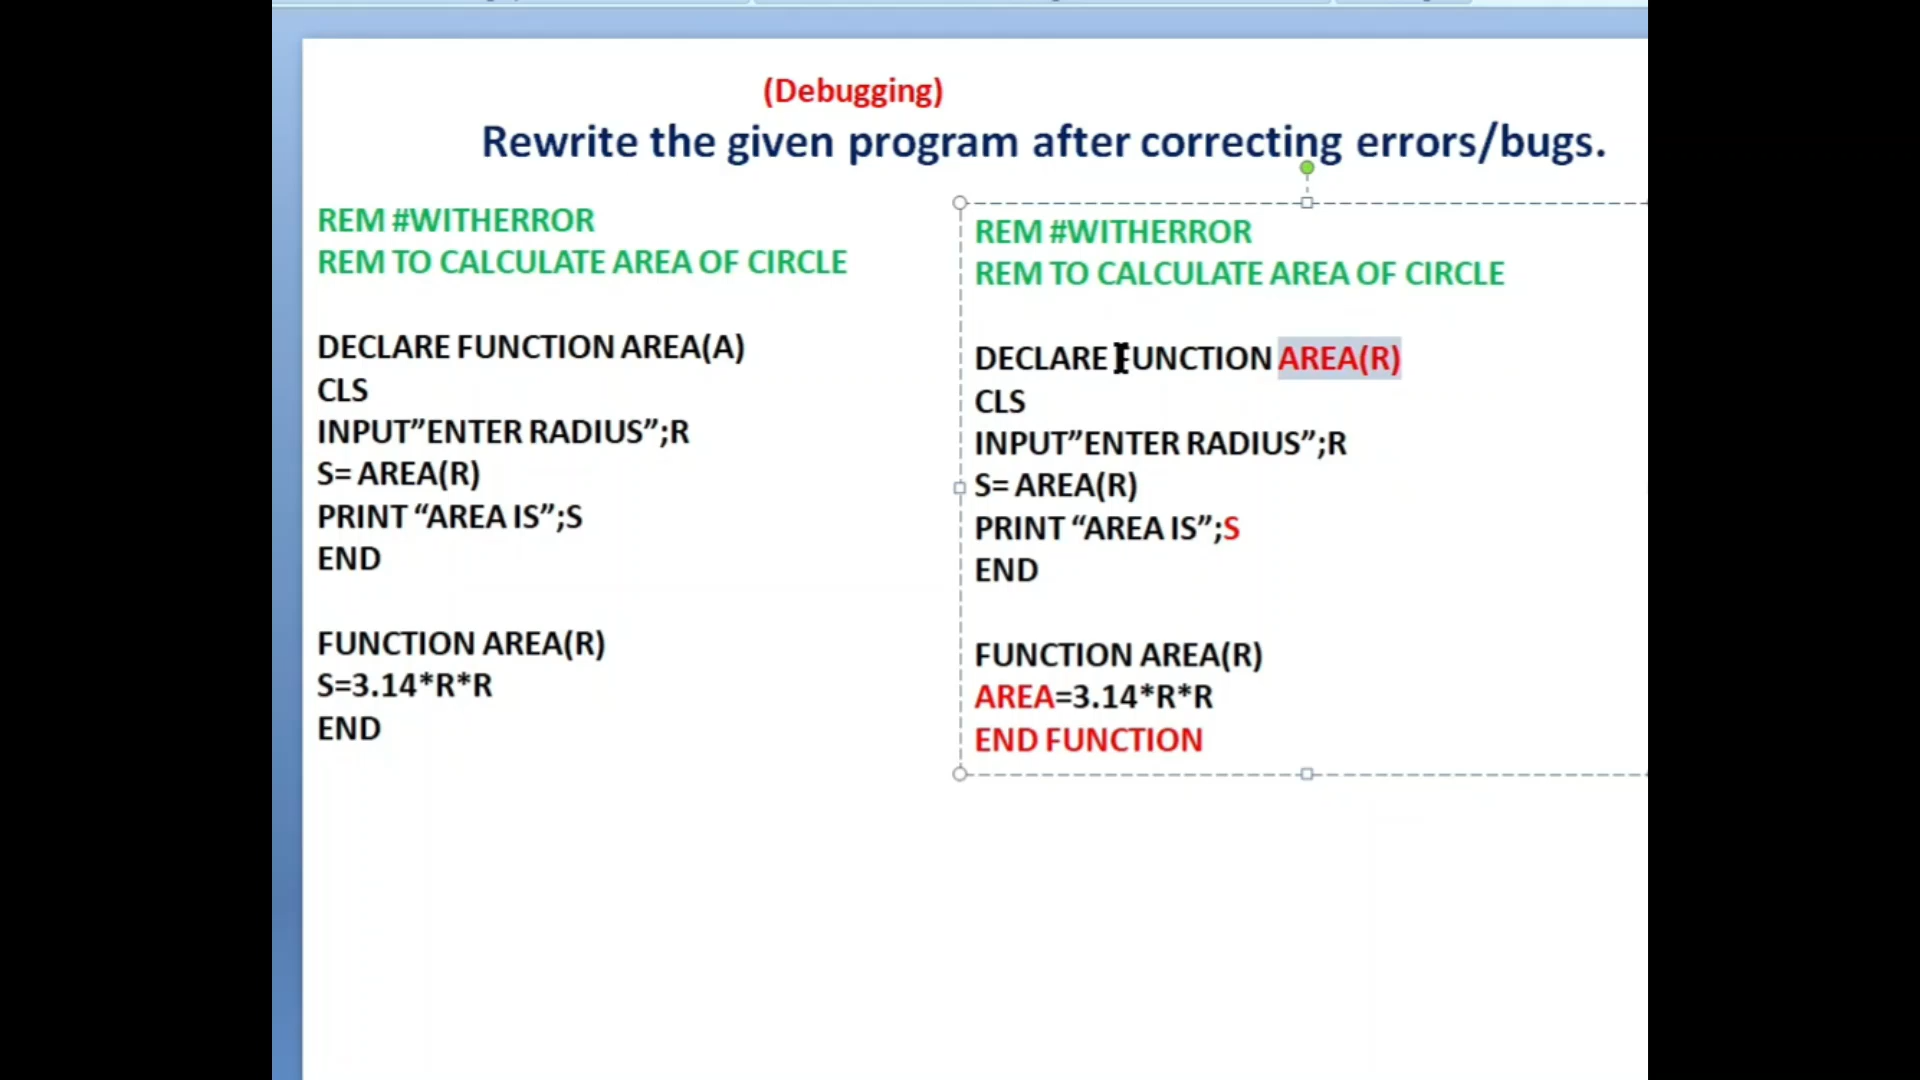 (Debugging)
Rewrite the given program after correcting errors/bugs.
REM #WITHERROR
REM TO CALCULATE AREA OF CIRCLE
DECLARE FUNCTION AREA(A)
CLS
INPUT”ENTER RADIUS”;R
S= AREA(R)
PRINT “AREA IS”;S
END
FUNCTION AREA(R)
S=3.14*R*R
END
REM #WITHERROR
REM TO CALCULATE AREA OF CIRCLE
DECLARE FUNCTION AREA(R)
CLS
INPUT”ENTER RADIUS”;R
S= AREA(R)
PRINT “AREA IS”;S
END
FUNCTION AREA(R)
AREA=3.14*R*R
END FUNCTION